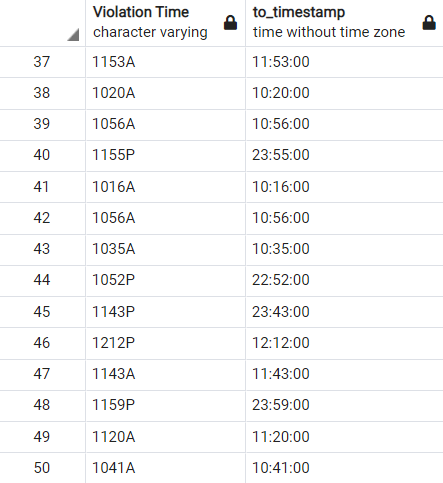 Violation Time to_timestamp
character varying time without time zone
37 1153A 11:53:00
38 1020A 10:20:00
39 1056A 10:56:00
40 1155P 23:55:00
41 1016A 10:16:00
42 1056A 10:56:00
43 1035A 10:35:00
44 1052P 22:52:00
45 1143P 23:43:00
46 1212P 12:12:00
47 1143A 11:43:00
48 1159P 23:59:00
49 1120A 11:20:00
50 1041A 10:41:00